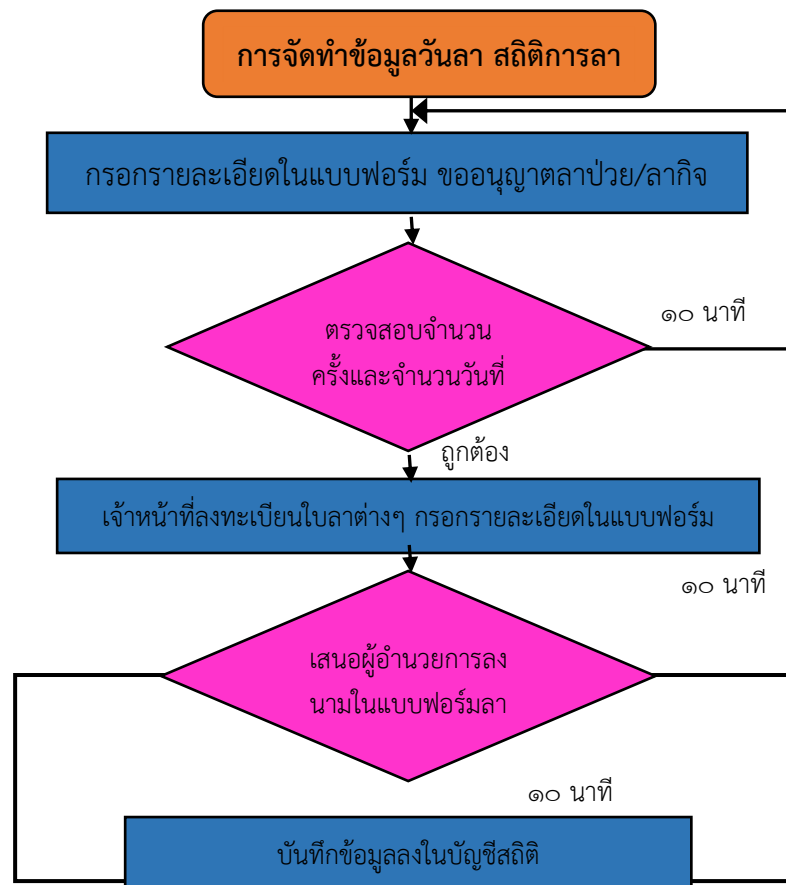 การจัดทำข้อมูลวันลา สถิติการลา
กรอกรายละเอียดในแบบฟอร์ม ขออนุญาตลาป่วย/ลากิจ
๑๐ นาที
ตรวจสอบจำนวน
ครั้งและจำนวนวันที่
ถูกต้อง
เจ้าหน้าที่ลงทะเบียนใบลาต่างๆ กรอกรายละเอียดในแบบฟอร์ม
๑๐ นาที
เสนอผู้อำนวยการลง
นามในแบบฟอร์มลา
๑๐ นาที
บันทึกข้อมูลลงในบัญชีสถิติ